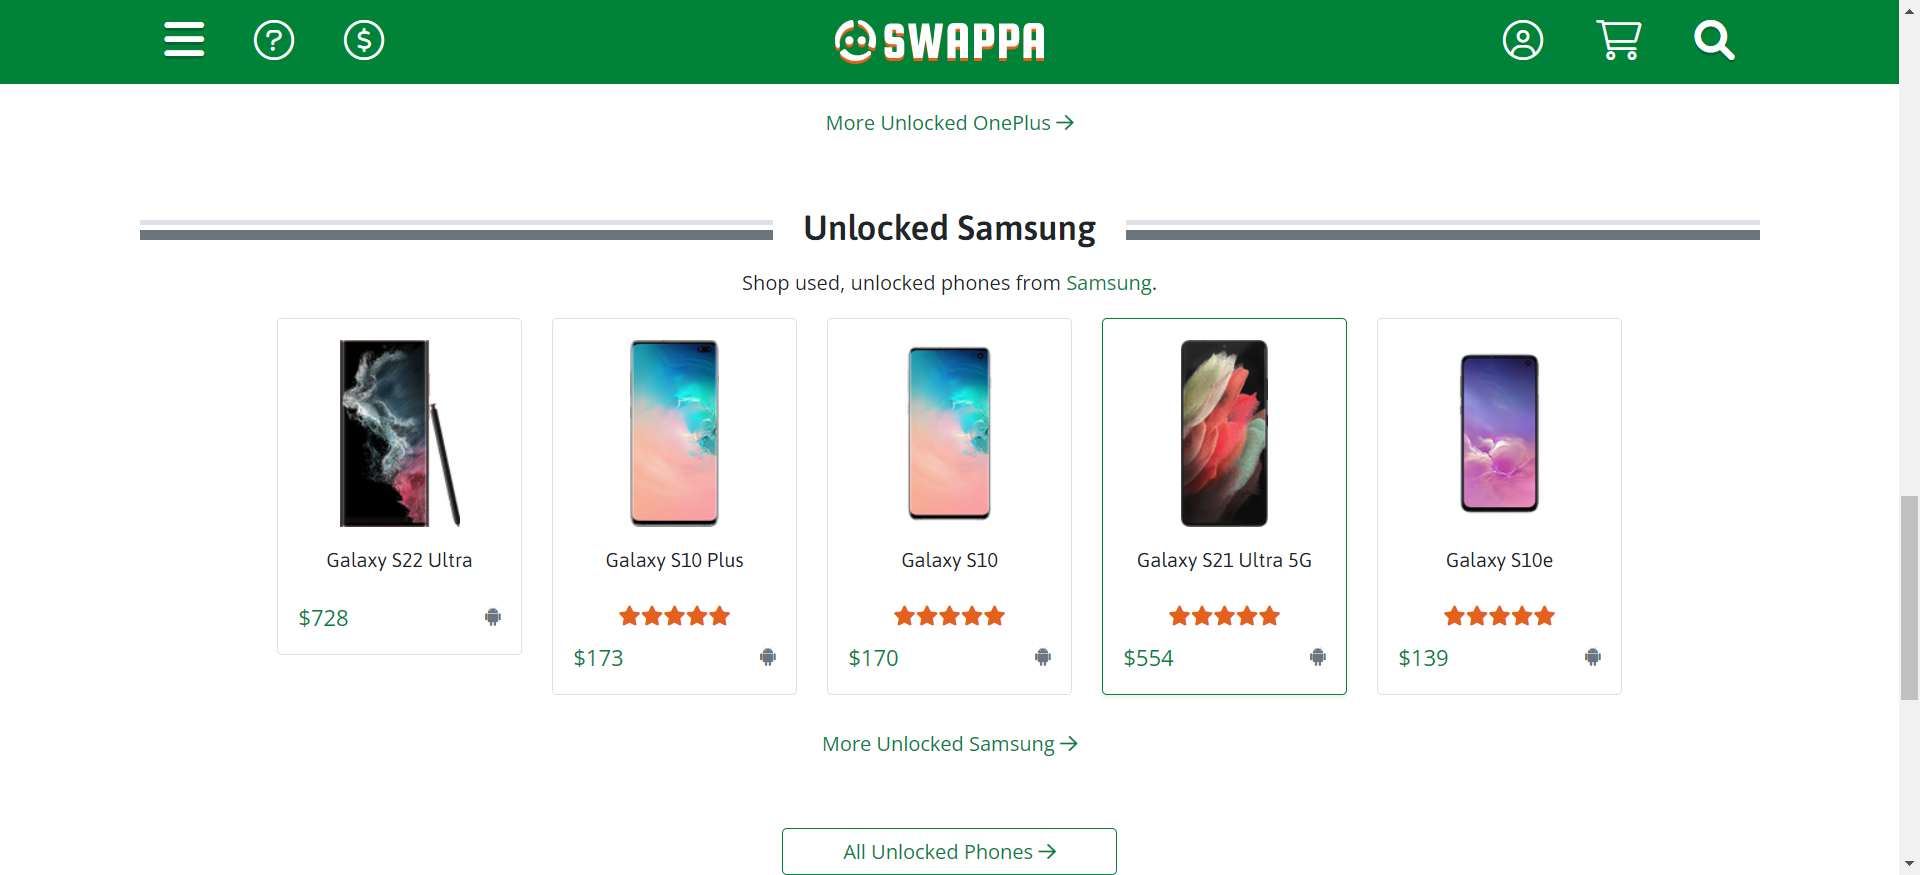 SWAPPA
More Unlocked OnePlus
Unlocked Samsung
Shop used, unlocked phones from Samsung.
Galaxy S22 Ultra
$728
Galaxy S10 Plus
$173
Galaxy S10
$170
Galaxy S21 Ultra 5G
$554
Galaxy S10e
$139
More Unlocked Samsung
All Unlocked Phones